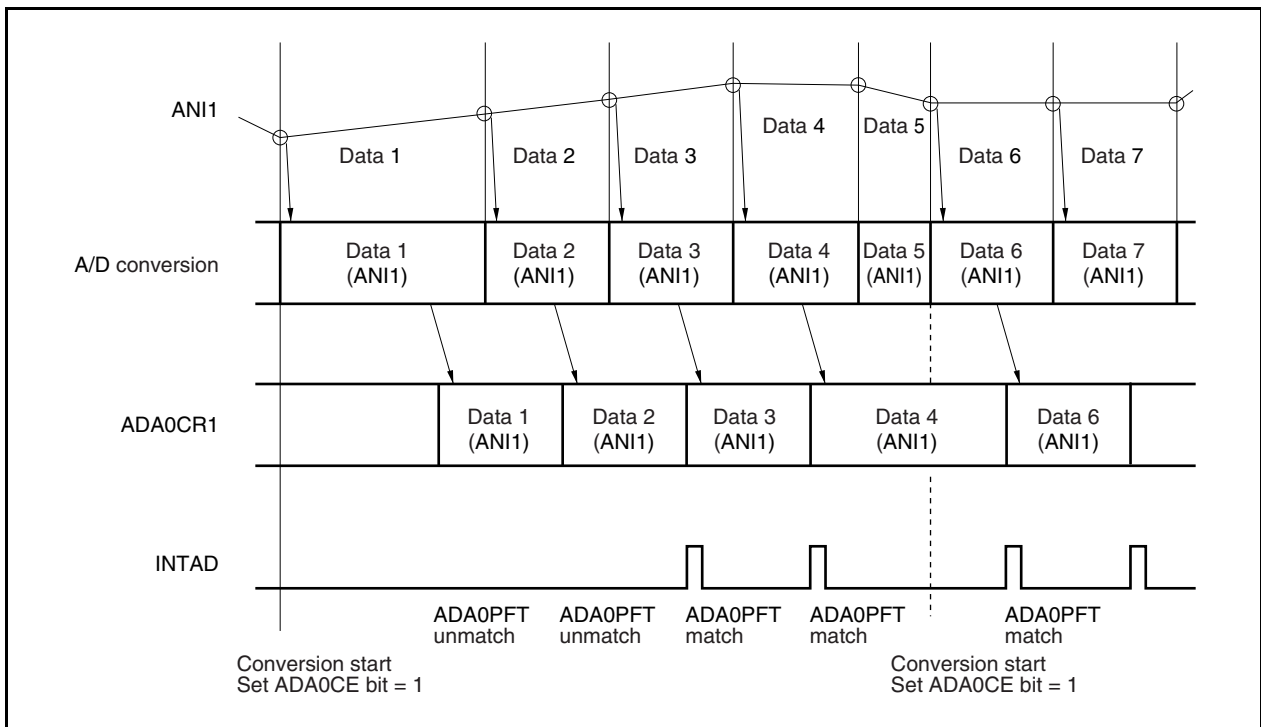 ANI1
Data 1
Data 2
Data 3
Data 4
Data 5
Data 6
Data 7
A/D conversion
Data 1
(ANI1)
Data 2
(ANI1)
Data 3
(ANI1)
Data 4
(ANI1)
Data 5
(ANI1)
Data 6
(ANI1)
Data 7
(ANI1)
ADA0CR1
Data 1
(ANI1)
Data 2
(ANI1)
Data 3
(ANI1)
Data 4
(ANI1)
Data 6
(ANI1)
INTAD
ADA0PFT
unmatch
ADA0PFT
unmatch
ADA0PFT
match
ADA0PFT
match
ADA0PFT
match
Conversion start
Set ADA0CE bit = 1
Conversion start
Set ADA0CE bit = 1